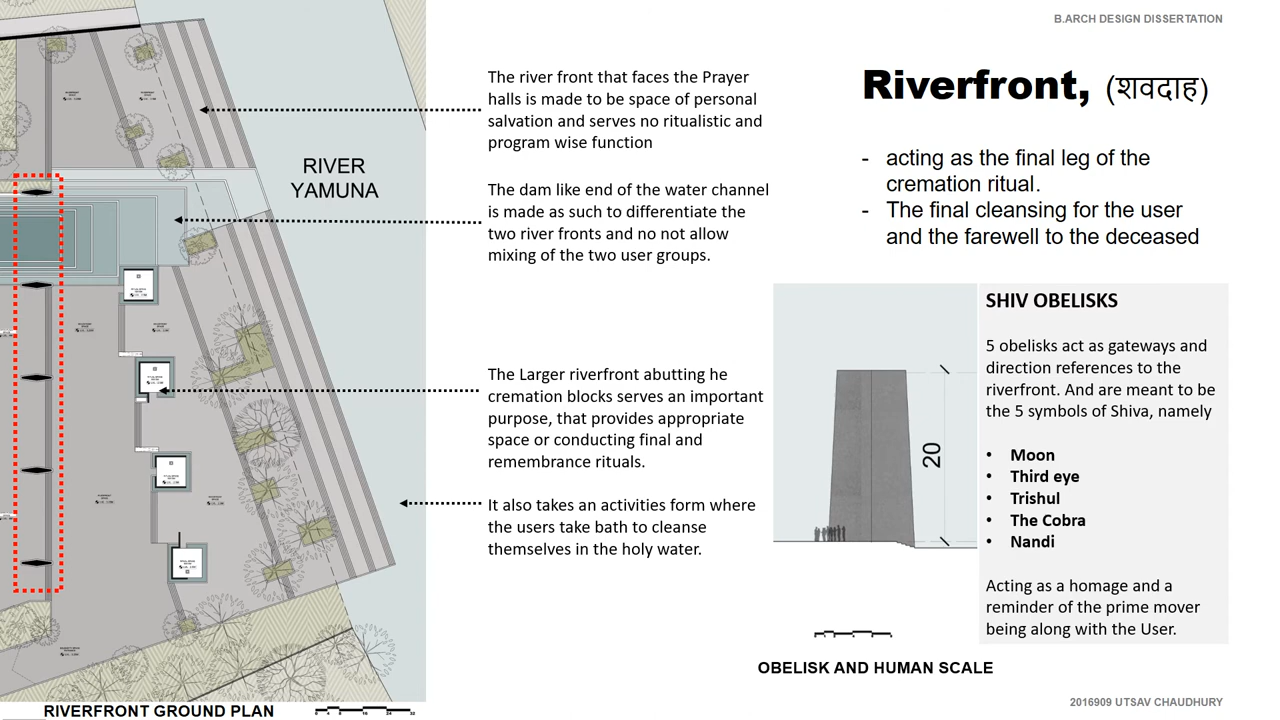 B.ARCH DESIGN DISSERTATION
Riverfront, (शवदाह)
- acting as the final leg of the
cremation ritual.
- The final cleansing for the user
and the farewell to the deceased
The river front that faces the Prayer
halls is made to be space of personal
salvation and serves no ritualistic and
program wise function
The dam like end of the water channel
is made as such to differentiate the
two river fronts and no not allow
mixing of the two user groups.
The Larger riverfront abutting he
cremation blocks serves an important
purpose, that provides appropriate
space or conducting final and
remembrance rituals.
It also takes an activities form where
the users take bath to cleanse
themselves in the holy water.
RIVER
YAMUNA
RIVERFRONT GROUND PLAN
20
OBELISK AND HUMAN SCALE
SHIV OBELISKS
5 obelisks act as gateways and
direction references to the
riverfront. And are meant to be
the 5 symbols of Shiva, namely
• Moon
• Third eye
• Trishul
• The Cobra
• Nandi
Acting as a homage and a
reminder of the prime mover
being along with the User.
2016909 UTSAV CHAUDHURY